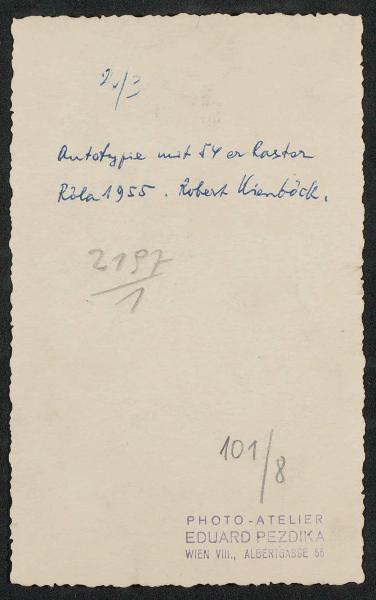 2./3
Autotypie mit 54 er Raster
Röla 1955. Robert Kienböck.
2197/1
101/8
PHOTO-ATELIER
EDUARD PEZDIKA
WIEN VIII., ALBERTGASSE 56